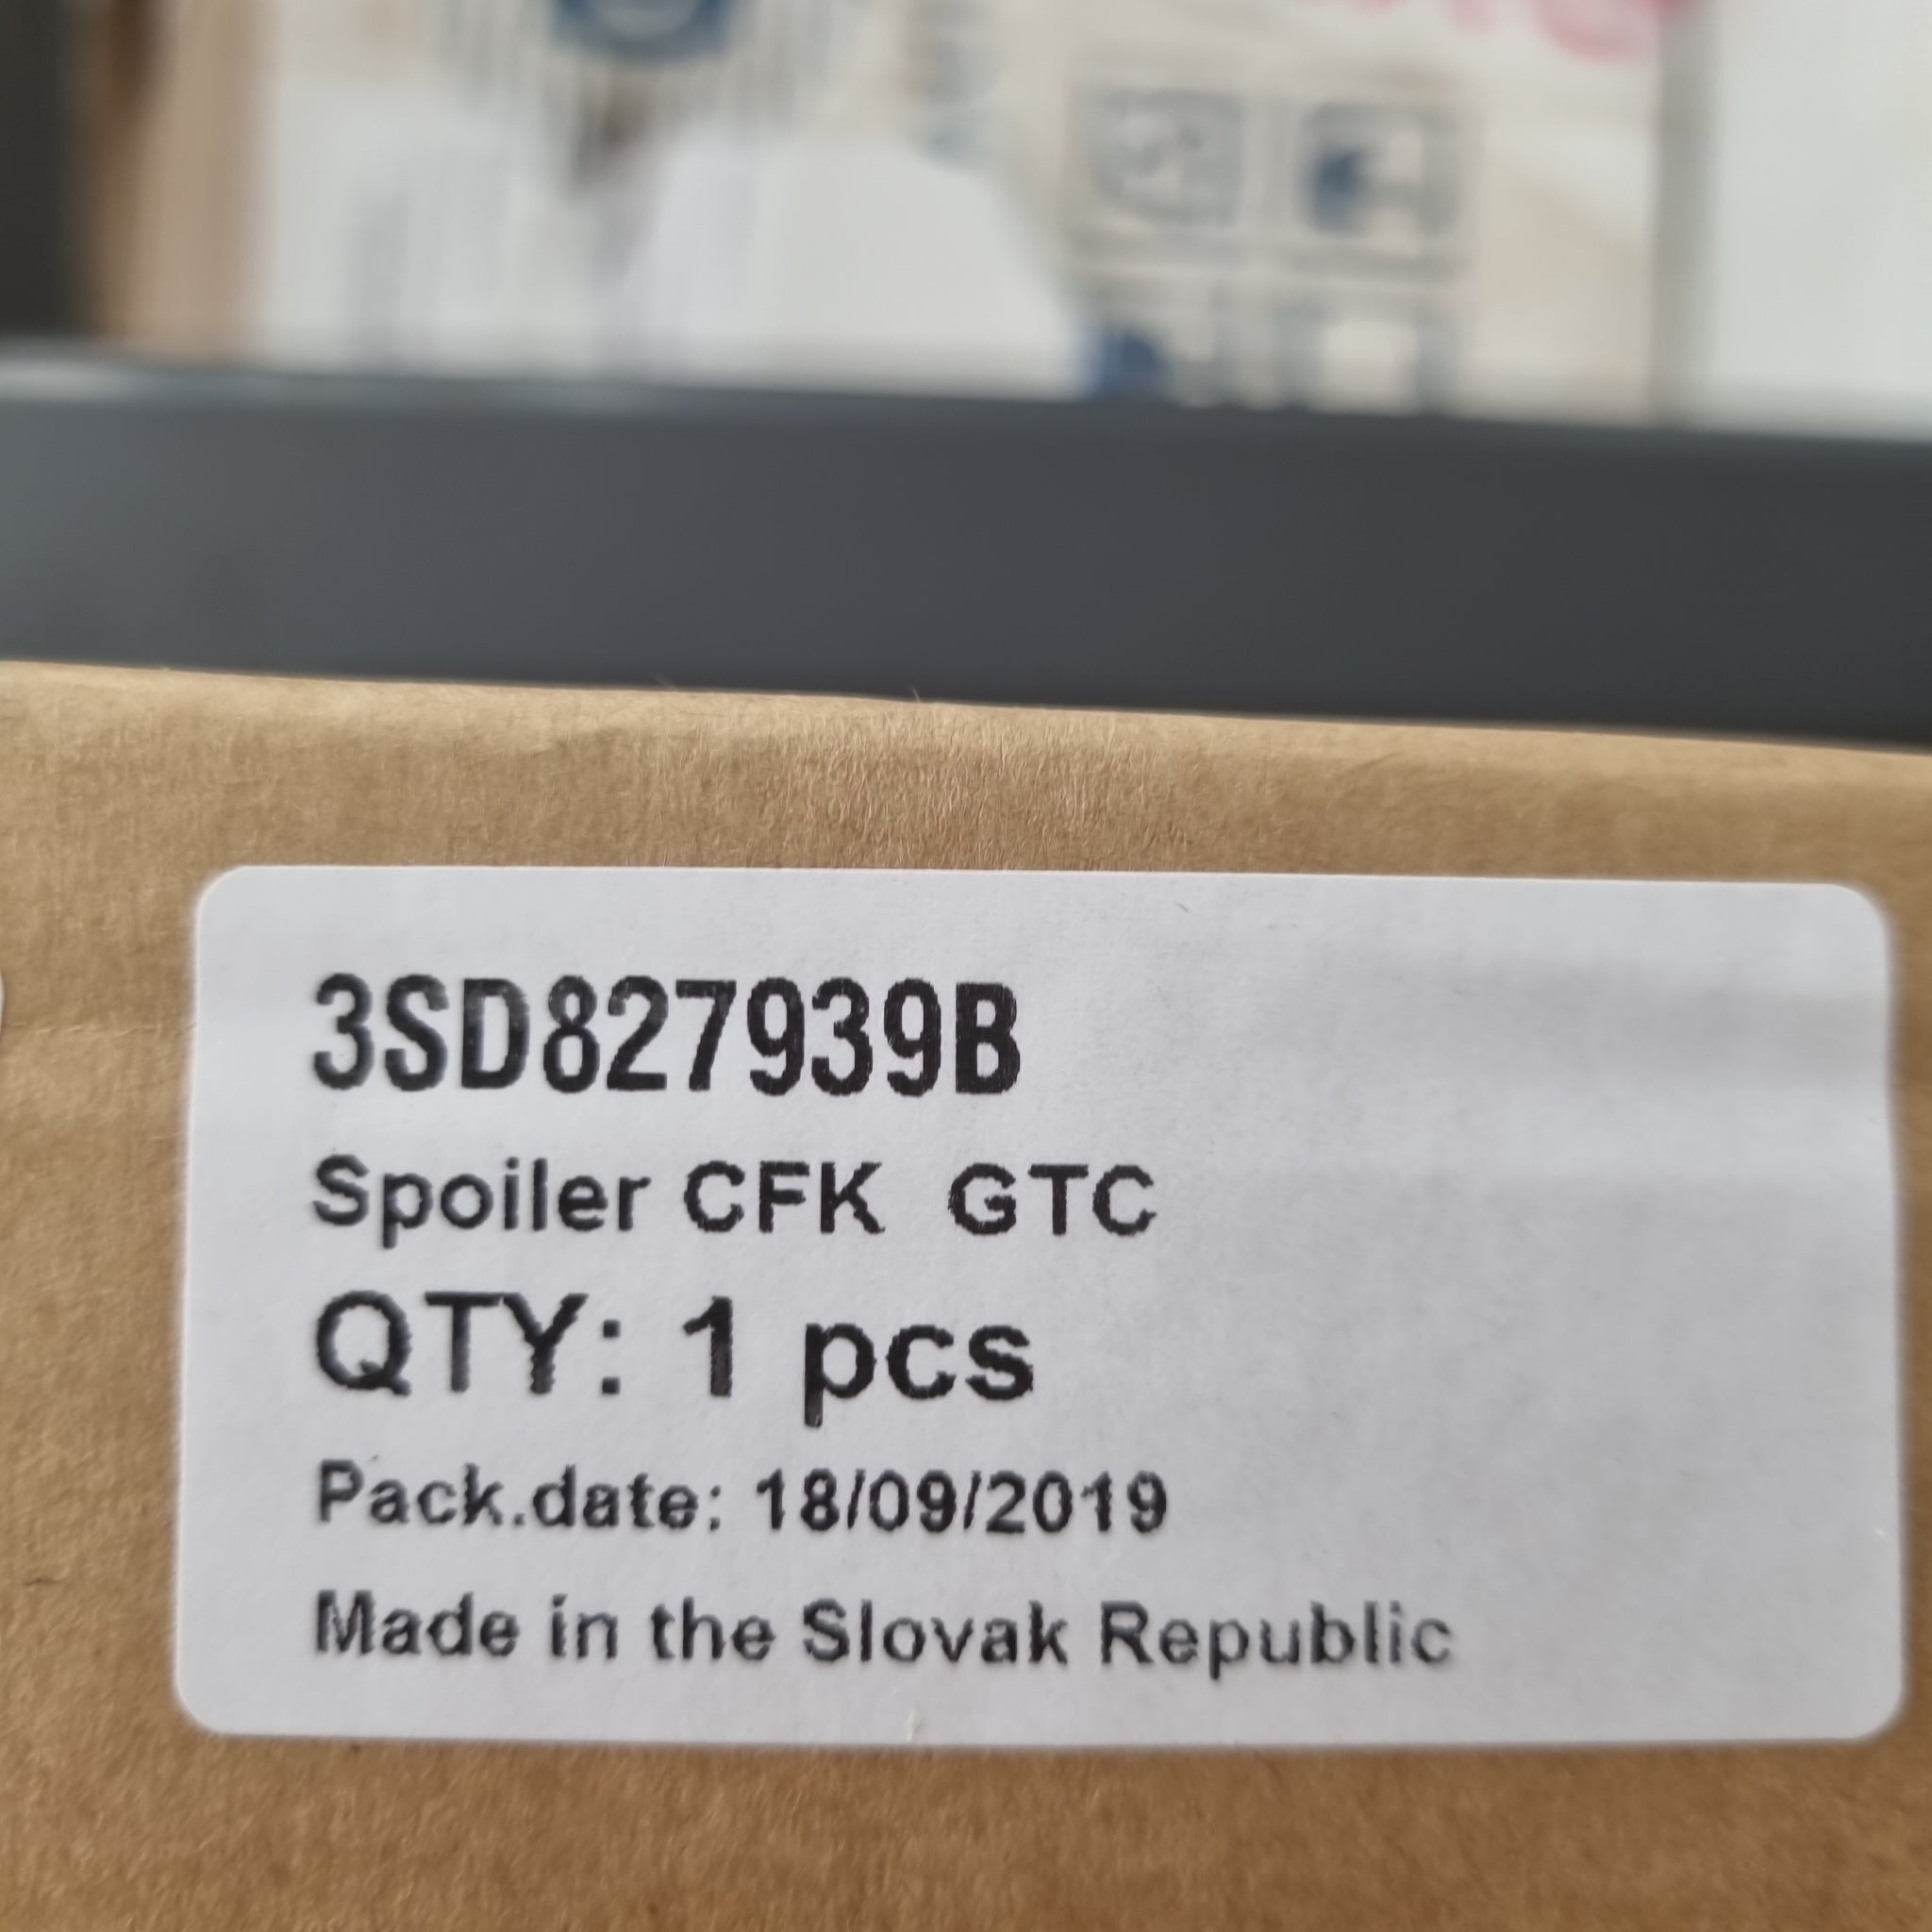 3SD827939B
Spoiler CFK GTC
QTY: 1 pcs
Pack.date: 18/09/2019
Made in the Slovak Republic